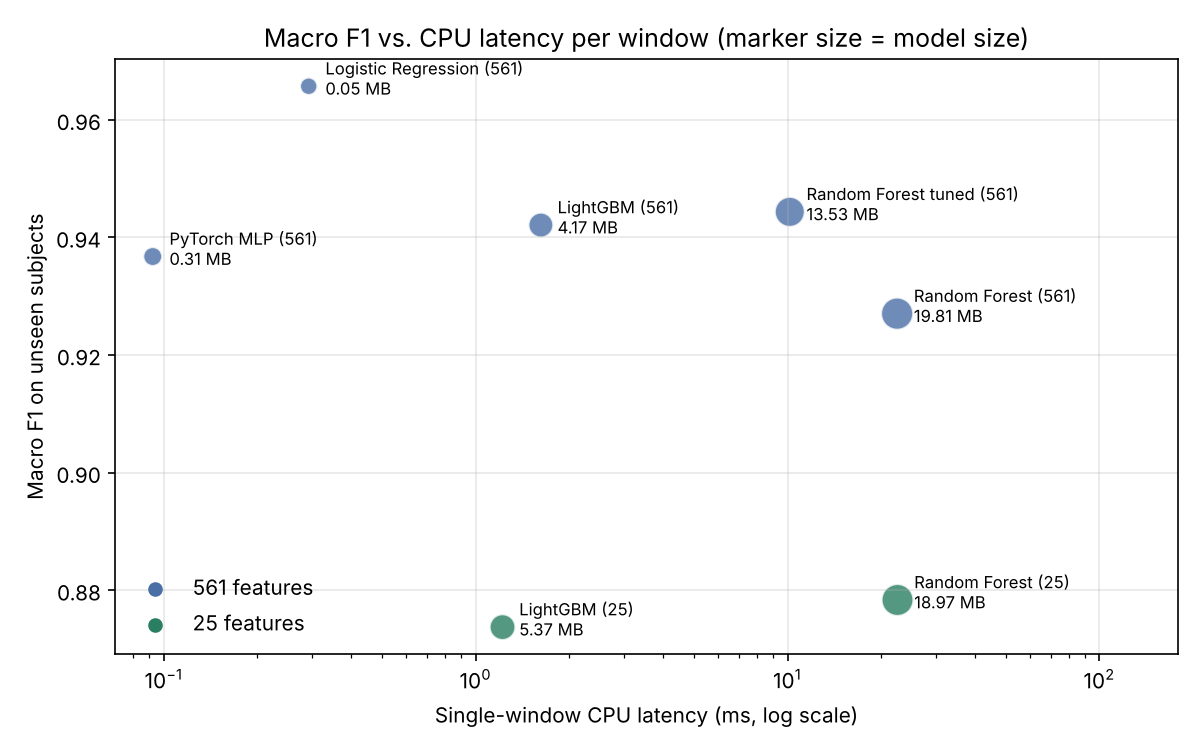 Macro F1 vs. CPU latency per window (marker size = model size)
Logistic Regression (561)
0.05 MB
0.96
Random Forest tuned (561)
13.53 MB
LightGBM (561)
4.17 MB
0.94
PyTorch MLP (561)
0.31 MB
Random Forest (561)
19.81 MB
0.92
Macro F1 on unseen subjects
0.90
0.88
561 features
25 features
Random Forest (25)
18.97 MB
LightGBM (25)
5.37 MB
10⁻¹
10⁰
10¹
10²
Single-window CPU latency (ms, log scale)